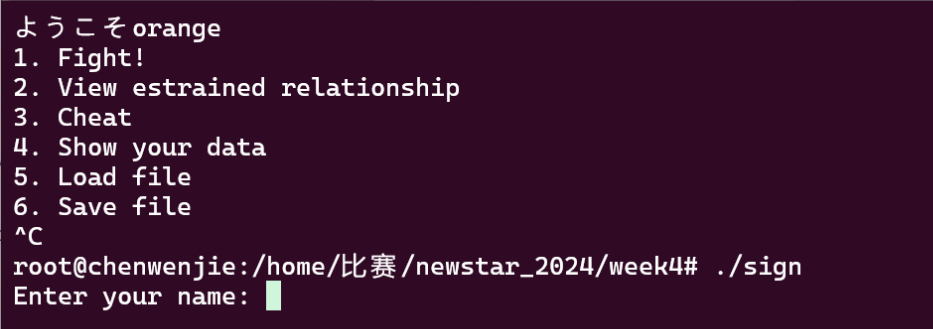 ようこそorange
1. Fight!
2. View estrained relationship
3. Cheat
4. Show your data
5. Load file
6. Save file
^C
root@chenwenjie:/home/比赛/newstar_2024/week4# ./sign
Enter your name: